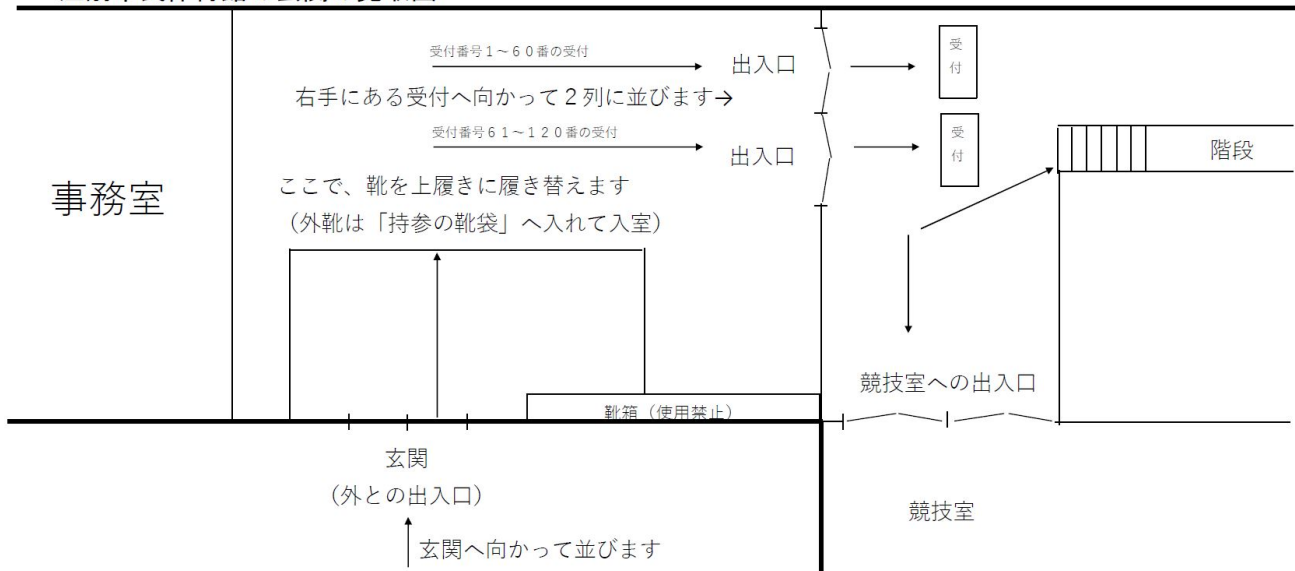 受付番号1～60番の受付
出入口
受付
右手にある受付へ向かって2列に並びます→
受付番号61～120番の受付
出入口
受付
階段
事務室
ここで、靴を上履きに履き替えます
（外靴は「持参の靴袋」へ入れて入室）
競技室への出入口
靴箱（使用禁止）
玄関
（外との出入口）
競技室
玄関へ向かって並びます